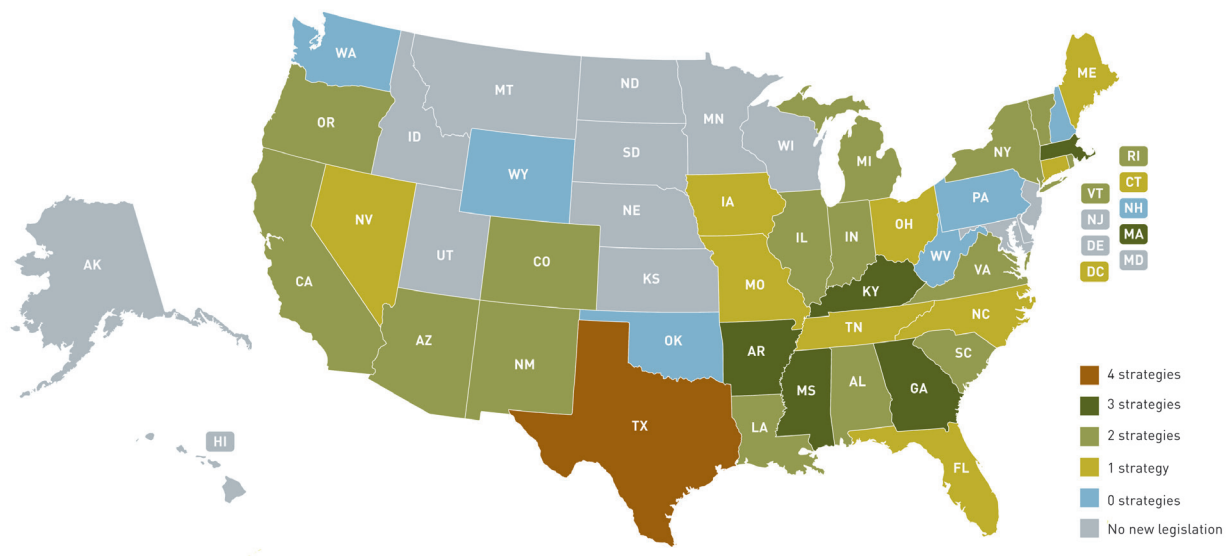 WA
MT
ND
MN
ME
OR
ID
SD
WI
MI
NY
RI
CT
VT
NH
NJ
MA
DE
MD
DC
WY
NE
IA
PA
NV
UT
CO
KS
MO
IL
IN
OH
WV
VA
KY
AK
CA
AZ
NM
OK
AR
TN
NC
SC
MS
AL
GA
TX
LA
FL
HI
4 strategies
3 strategies
2 strategies
1 strategy
0 strategies
No new legislation